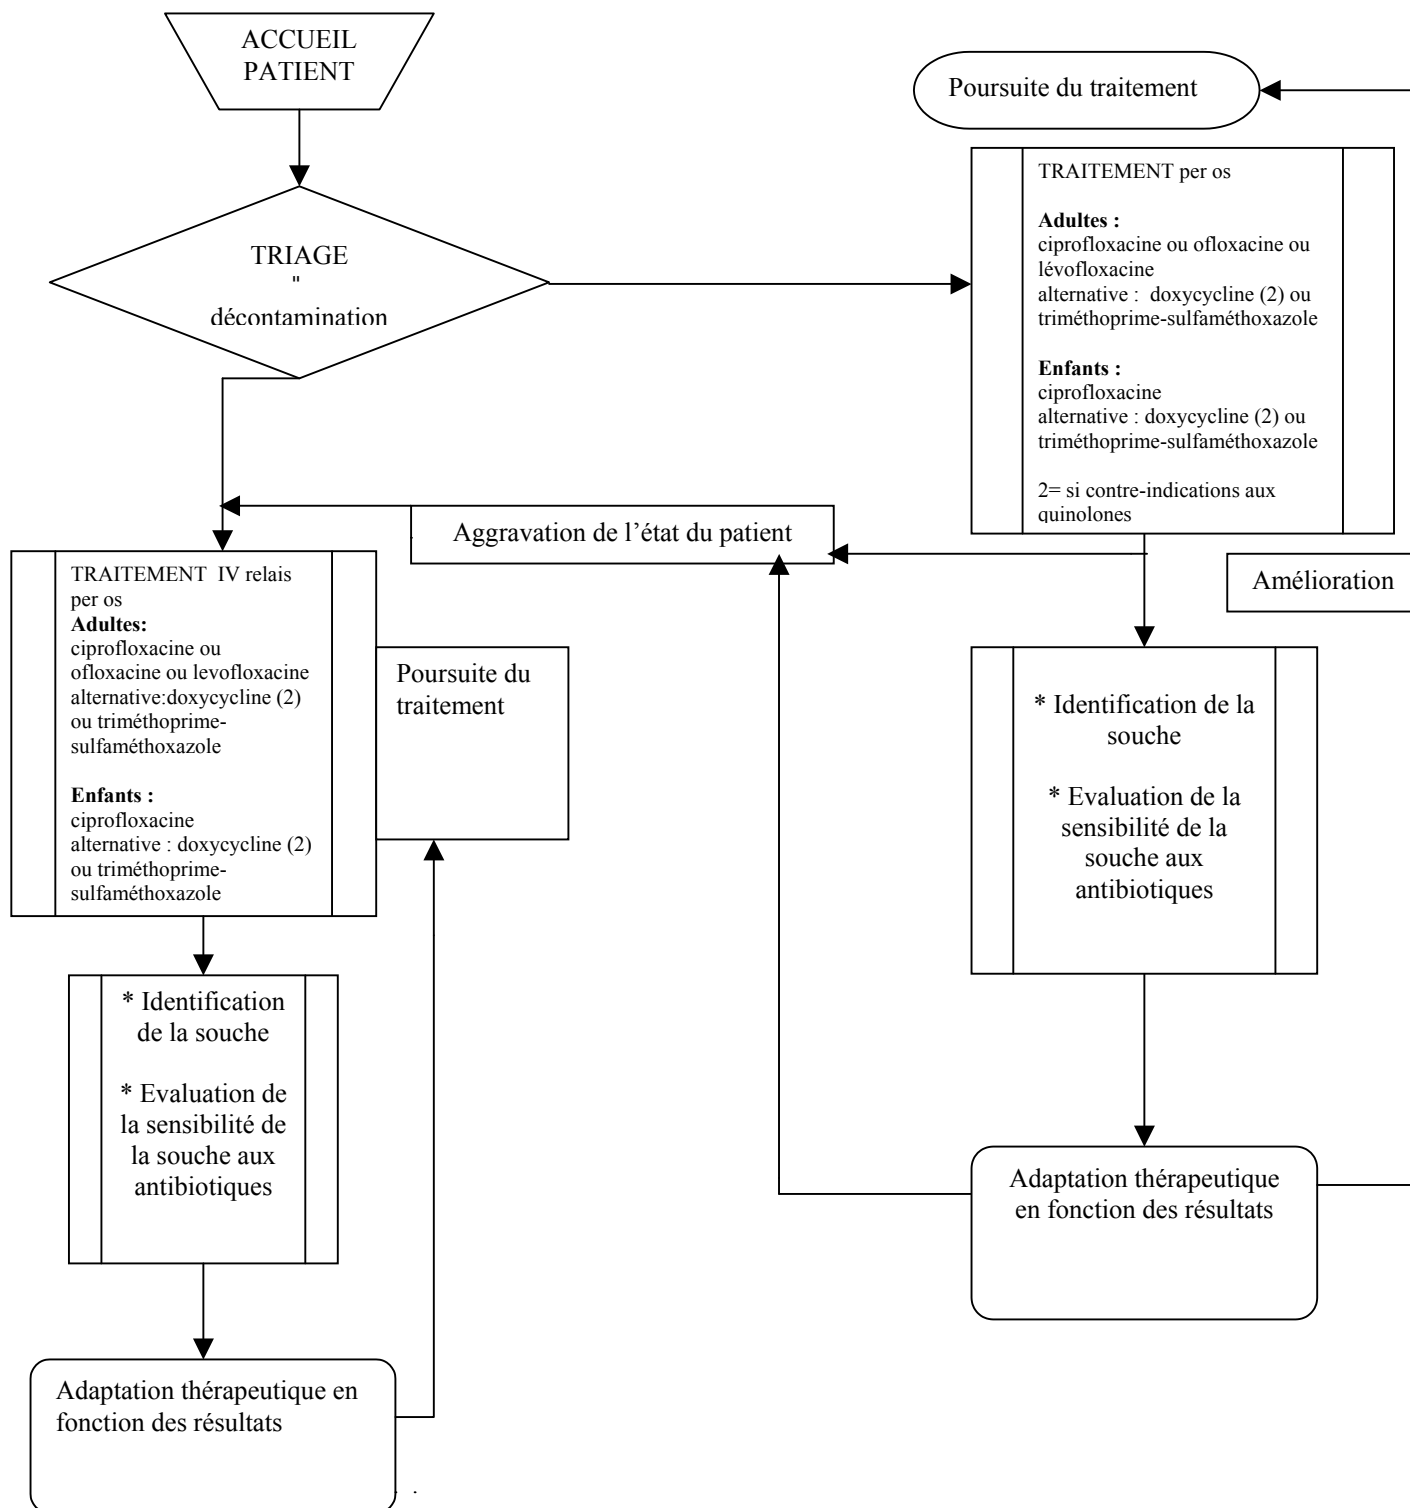 ACCUEIL
PATIENT
Poursuite du traitement
TRIAGE
"
décontamination
TRAITEMENT per os
Adultes :
ciprofloxacine ou ofloxacine ou
lévofloxacine
alternative : doxycycline (2) ou
triméthoprime-sulfaméthoxazole
Enfants :
ciprofloxacine
alternative : doxycycline (2) ou
triméthoprime-sulfaméthoxazole
2= si contre-indications aux
quinolones
Aggravation de l’état du patient
Amélioration
TRAITEMENT IV relais
per os
Adultes:
ciprofloxacine ou
ofloxacine ou levofloxacine
alternative:doxycycline (2)
ou triméthoprime-
sulfaméthoxazole
Enfants :
ciprofloxacine
alternative : doxycycline (2)
ou triméthoprime-
sulfaméthoxazole
Poursuite du
traitement
* Identification de la
souche
* Evaluation de la
sensibilité de la
souche aux
antibiotiques
* Identification
de la souche
* Evaluation de
la sensibilité de
la souche aux
antibiotiques
Adaptation thérapeutique
en fonction des résultats
Adaptation thérapeutique en
fonction des résultats